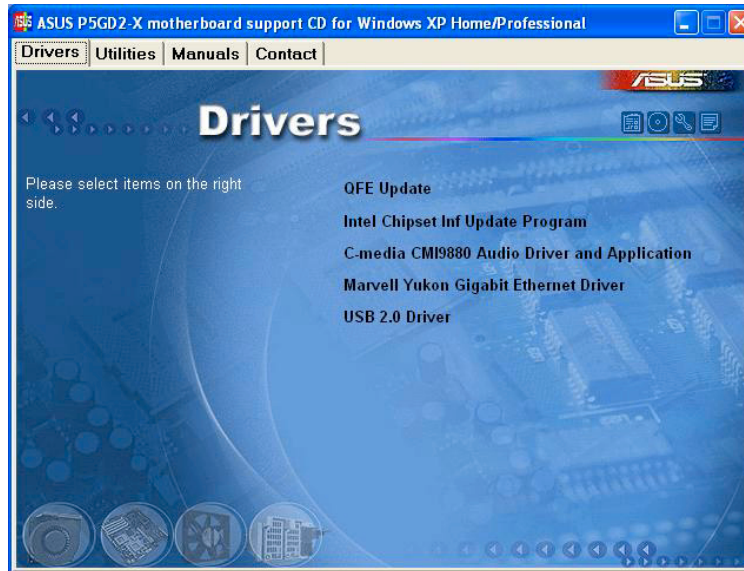 ASUS P5GD2-X motherboard support CD for Windows XP Home/Professional
Drivers Utilities Manuals Contact
ASUS
Drivers
Please select items on the right
side.
QFE Update
Intel Chipset Inf Update Program
C-media CMI9880 Audio Driver and Application
Marvell Yukon Gigabit Ethernet Driver
USB 2.0 Driver